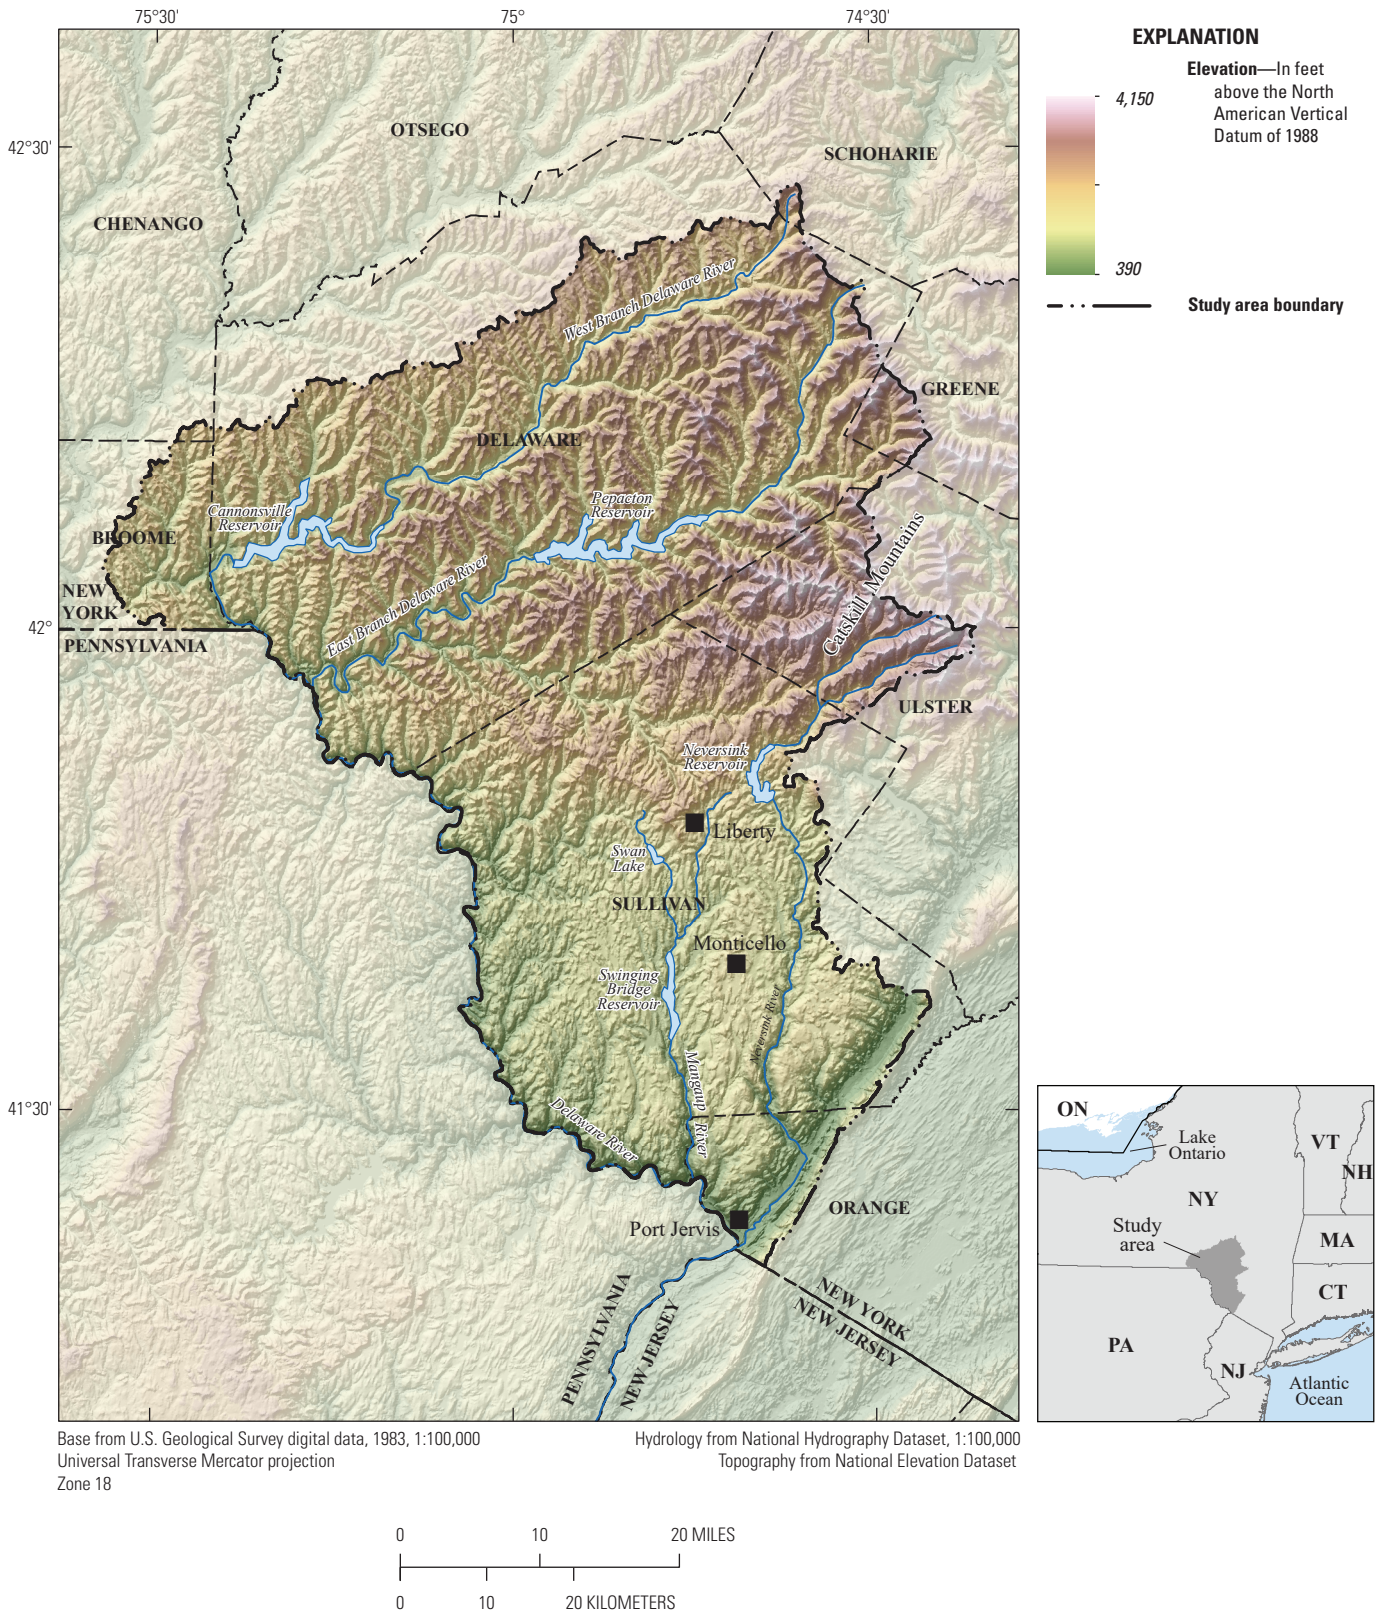 75°30'
75°
74°30'
EXPLANATION
Elevation—In feet
above the North
American Vertical
Datum of 1988
4,150
390
Study area boundary
42°30'
42°
41°30'
OTSEGO
SCHOHARIE
CHENANGO
West Branch Delaware River
GREENE
DELAWARE
Cannonsville
Reservoir
Pepacton
Reservoir
BROOME
Catskill Mountains
East Branch Delaware River
NEW
YORK
PENNSYLVANIA
ULSTER
Neversink
Reservoir
Liberty
Swan
Lake
SULLIVAN
Monticello
Swinging
Bridge
Reservoir
Neversink River
Mangaup River
Delaware River
ORANGE
Port Jervis
PENNSYLVANIA
NEW JERSEY
NEW YORK
NEW JERSEY
ON
Lake
Ontario
VT
NH
NY
Study
area
MA
CT
PA
NJ
Atlantic
Ocean
Base from U.S. Geological Survey digital data, 1983, 1:100,000
Universal Transverse Mercator projection
Zone 18
Hydrology from National Hydrography Dataset, 1:100,000
Topography from National Elevation Dataset
0 10 20 MILES
0 10 20 KILOMETERS